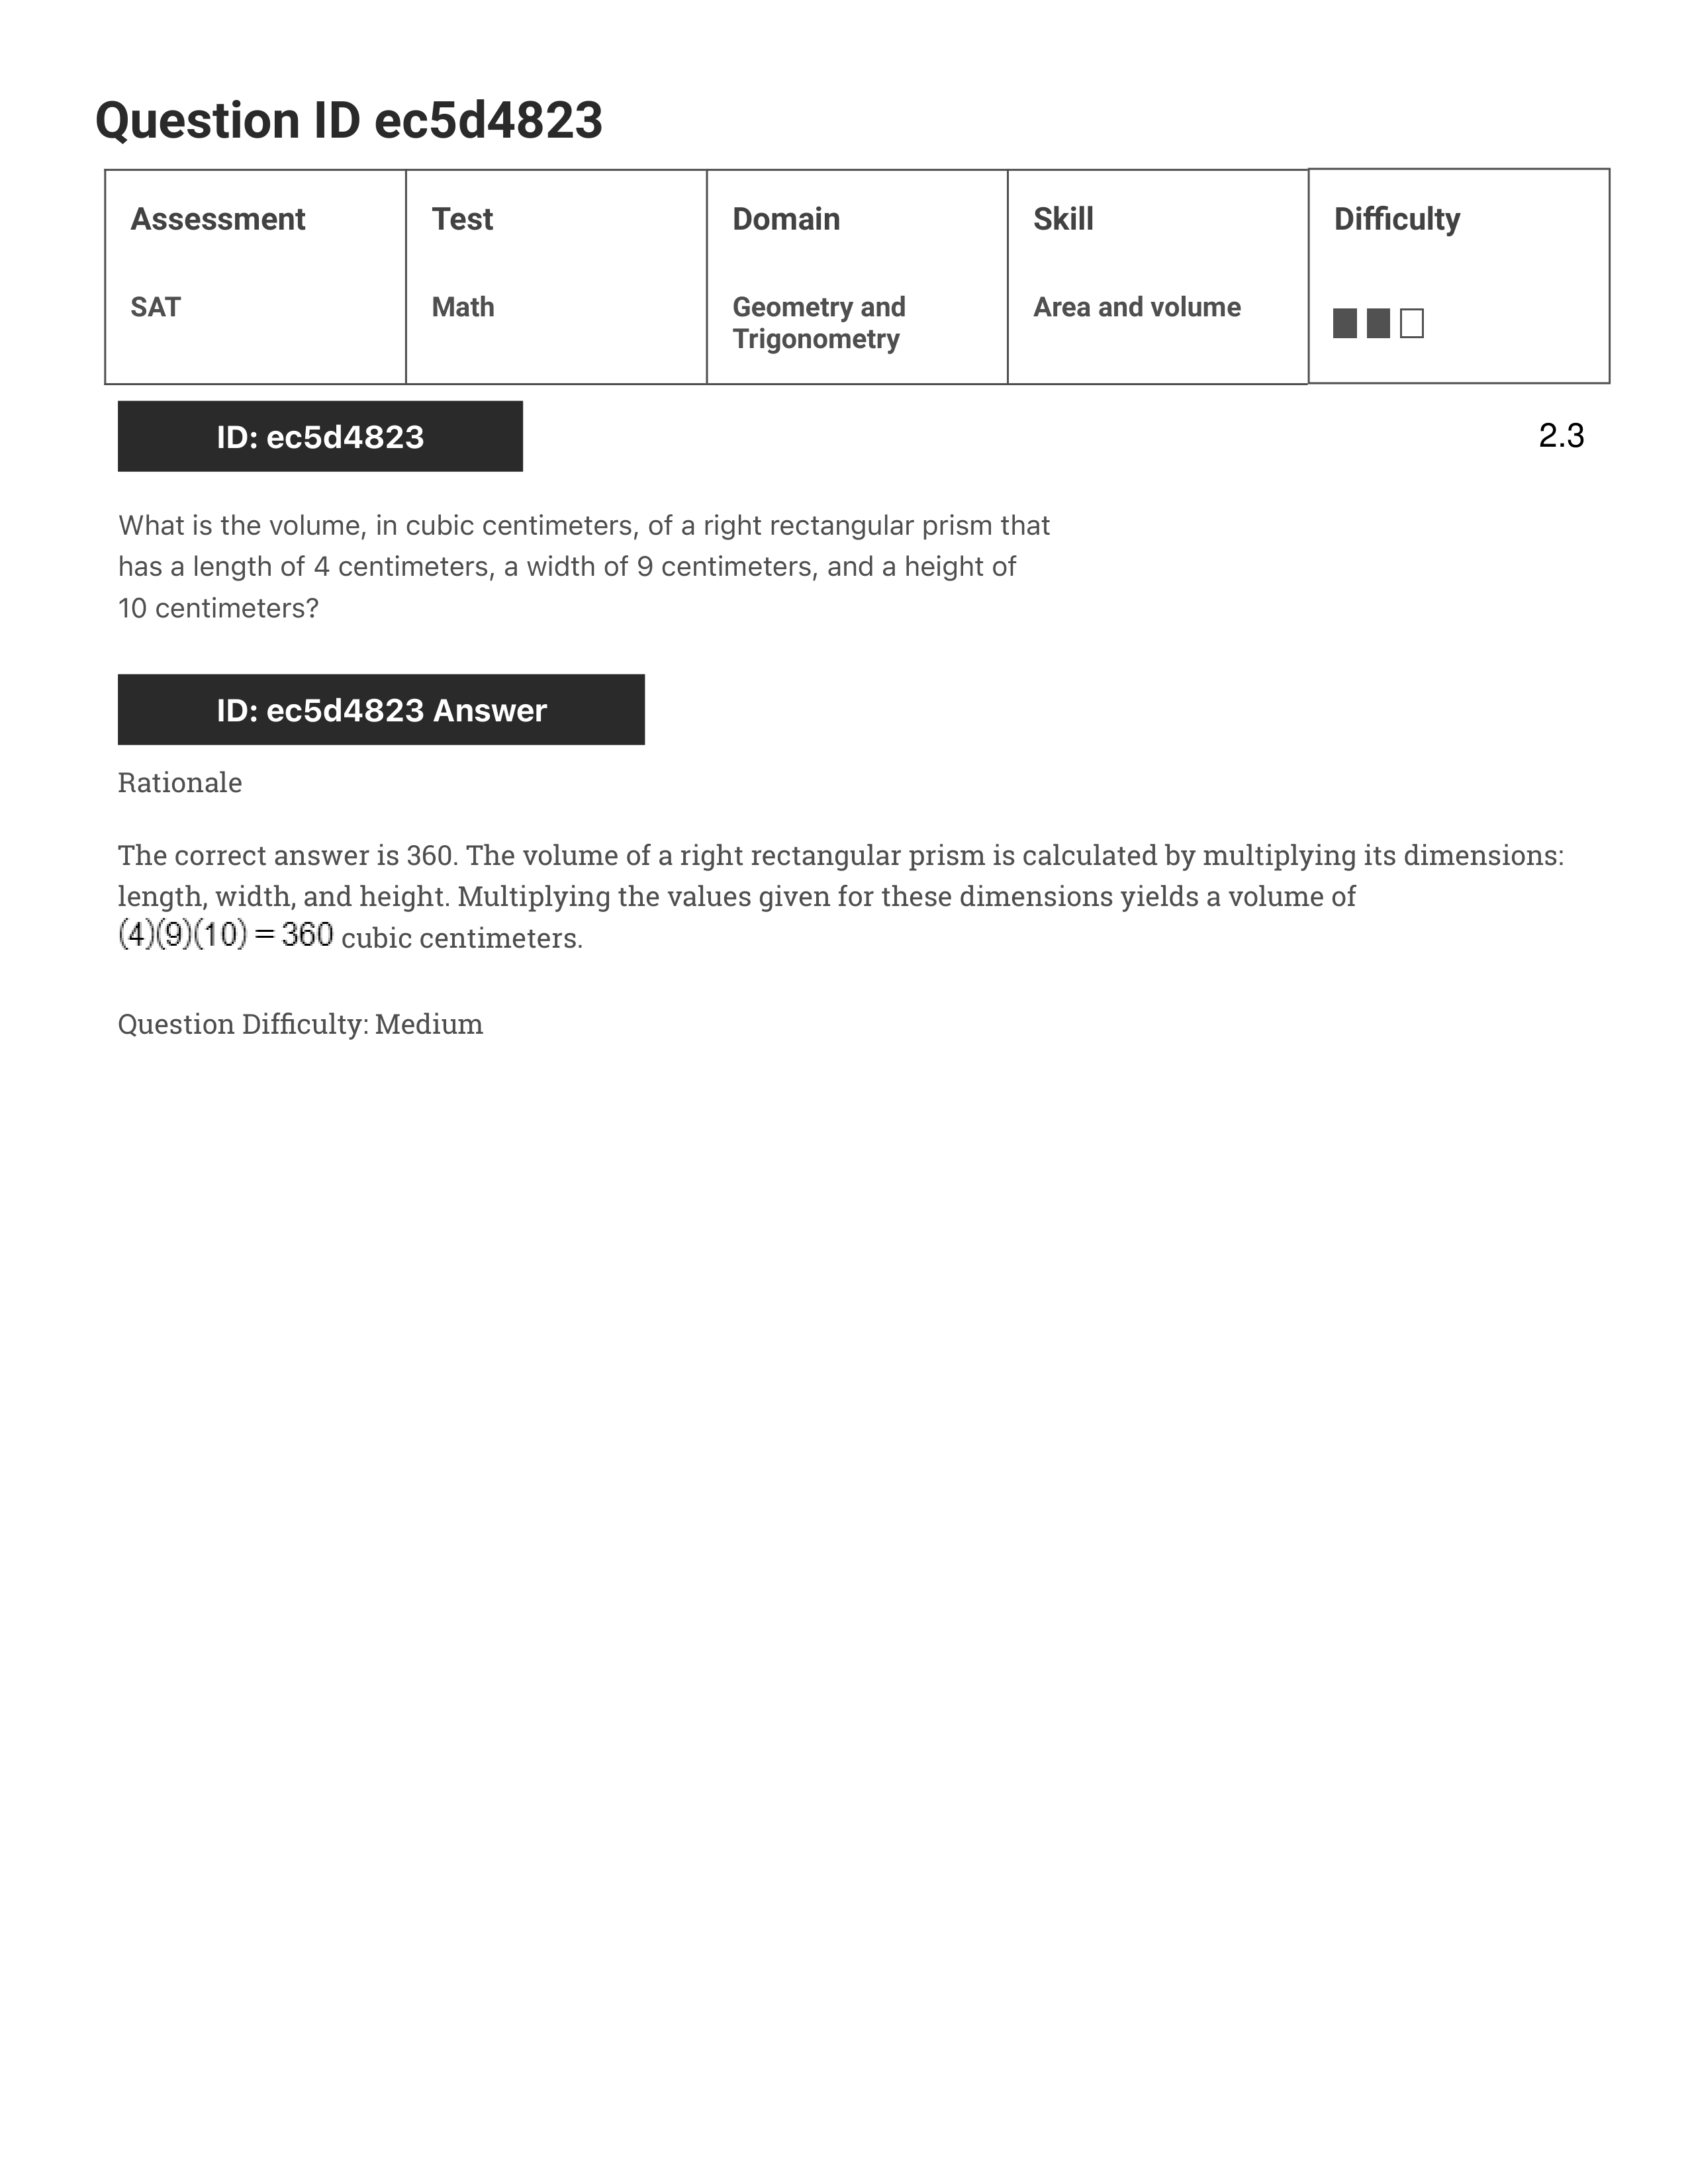 Question ID ec5d4823
Assessment
Test
Domain
Skill
Difficulty
SAT
Math
Geometry and
Trigonometry
Area and volume
ID: ec5d4823
2.3
What is the volume, in cubic centimeters, of a right rectangular prism that
has a length of 4 centimeters, a width of 9 centimeters, and a height of
10 centimeters?
ID: ec5d4823 Answer
Rationale
The correct answer is 360. The volume of a right rectangular prism is calculated by multiplying its dimensions:
length, width, and height. Multiplying the values given for these dimensions yields a volume of
(4)(9)(10) = 360 cubic centimeters.
Question Difficulty: Medium